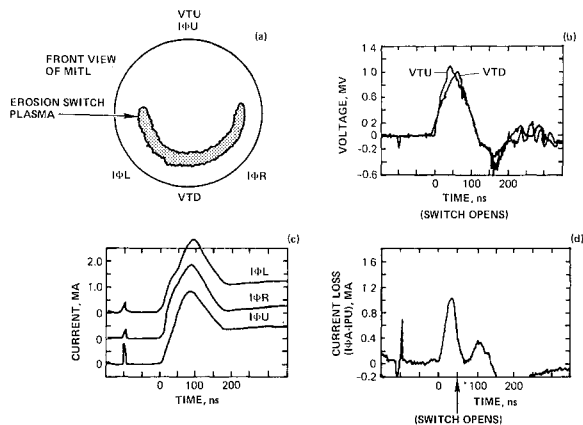 VTU
IΦU
(a)
FRONT VIEW
OF MITL
EROSION SWITCH
PLASMA
IΦL
IΦR
VTD
(b)
VOLTAGE, MV
1.4
1.0
0.6
0.2
-0.2
-0.6
VTU
VTD
0
100
200
TIME, ns
(SWITCH OPENS)
(c)
CURRENT, MA
2.0
1.0
0
0
0
IΦL
IΦR
IΦU
0
100
200
TIME, ns
(d)
CURRENT LOSS
(IΦA-IPU), MA
1.2
0.8
0.4
0
-0.2
0
100
200
TIME, ns
(SWITCH OPENS)